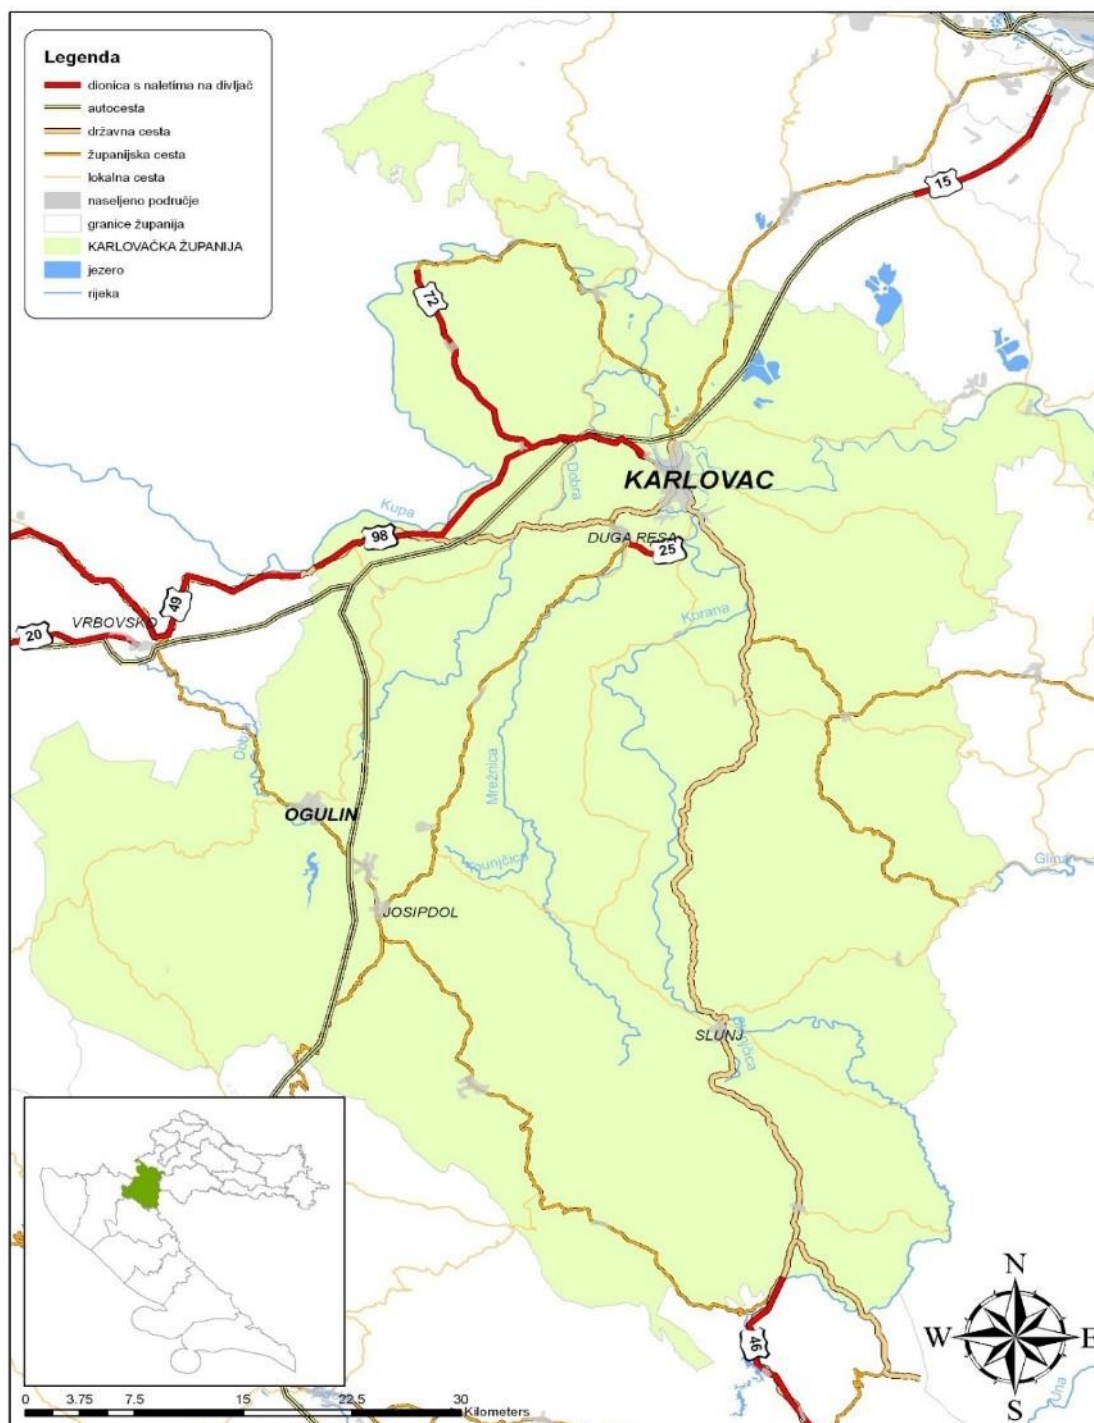 Legenda
dionica s naletima na divljač
autocesta
državna cesta
županijska cesta
lokalna cesta
naseljeno područje
granice županija
KARLOVAČKA ŽUPANIJA
jezero
rijeka
15
72
KARLOVAC
Dobra
Kupa
98
DUGA RESA
25
49
VRBOVSKO
20
Korana
Dobra
Mrežnica
OGULIN
Glina
JOSIPDOL
SLUNJ
46
N
W E
S
Una
0 3.75 7.5 15 22.5 30
Kilometers